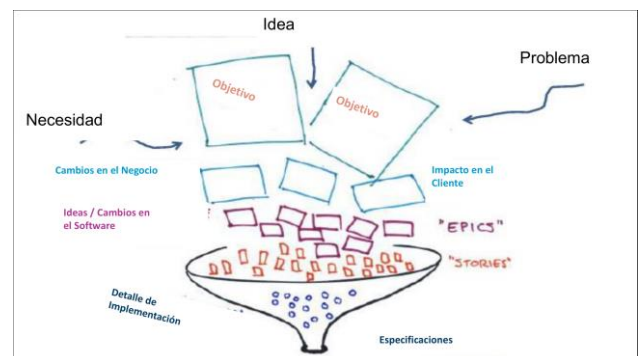 Idea
Problema
Objetivo
Objetivo
Necesidad
Cambios en el Negocio
Impacto en el
Cliente
Ideas / Cambios en
el Software
"EPICS"
"STORIES"
Detalle de
Implementación
Especificaciones